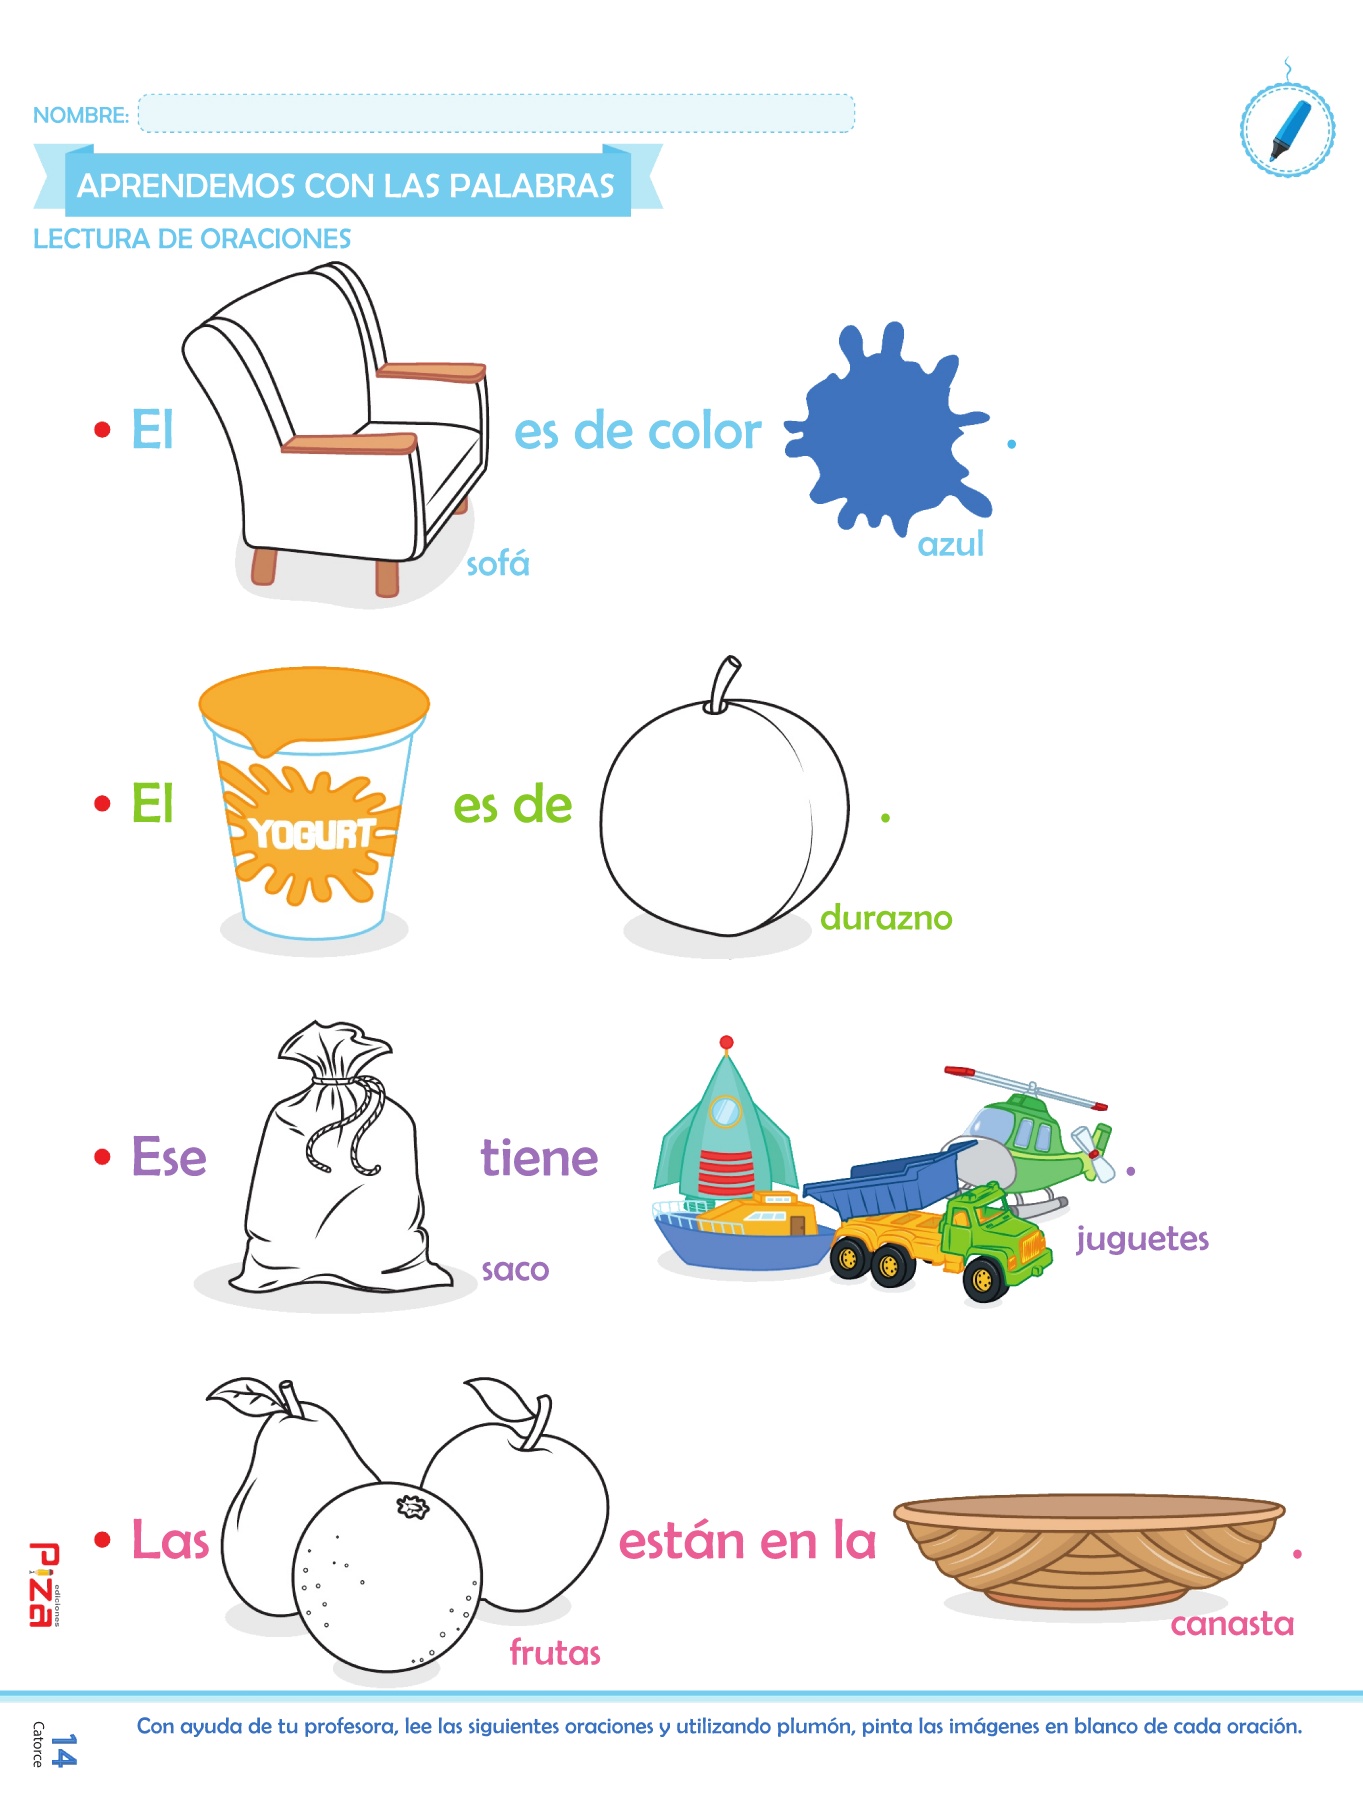 NOMBRE:
APRENDEMOS CON LAS PALABRAS
LECTURA DE ORACIONES
• El es de color .
sofá
azul
• El YOGURT es de .
durazno
• Ese tiene .
saco
juguetes
• Las están en la .
frutas
canasta
Piza
ediciones
14
Catorce
Con ayuda de tu profesora, lee las siguientes oraciones y utilizando plumón, pinta las imágenes en blanco de cada oración.